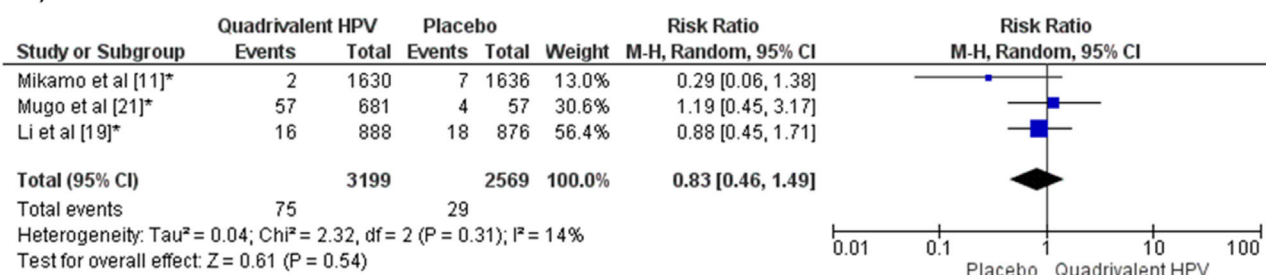 Quadrivalent HPV Placebo Risk Ratio Risk Ratio
Study or Subgroup Events Total Events Total Weight M-H, Random, 95% CI M-H, Random, 95% CI
Mikamo et al [11]* 2 1630 7 1636 13.0% 0.29 [0.06, 1.38]
Mugo et al [21]* 57 681 4 57 30.6% 1.19 [0.45, 3.17]
Li et al [19]* 16 888 18 876 56.4% 0.88 [0.45, 1.71]
Total (95% CI) 3199 2569 100.0% 0.83 [0.46, 1.49]
Total events 75 29
Heterogeneity: Tau² = 0.04; Chi² = 2.32, df = 2 (P = 0.31); I² = 14%
Test for overall effect: Z = 0.61 (P = 0.54)
0.01 0.1 1 10 100
Placebo Quadrivalent HPV